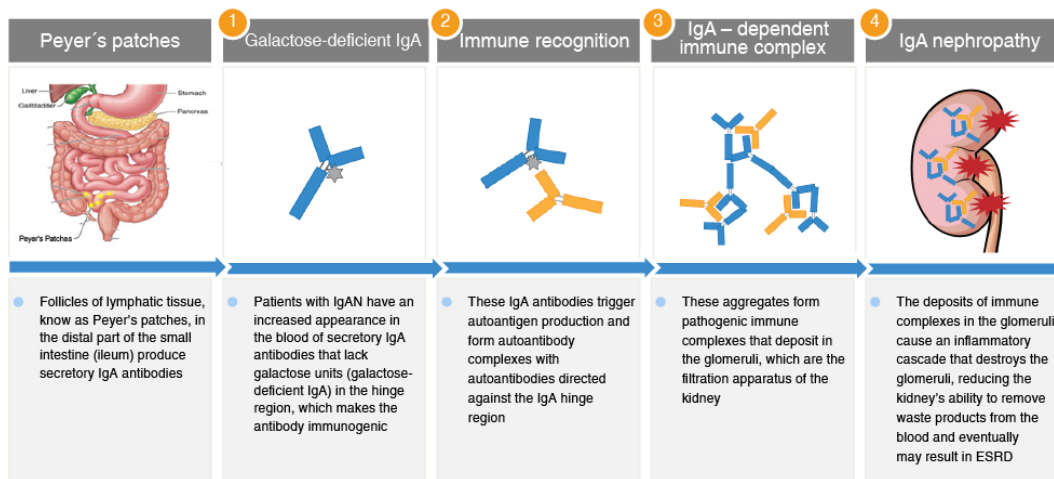 Peyer´s patches
1
Galactose-deficient IgA
2
Immune recognition
3
IgA – dependent
immune complex
4
IgA nephropathy
Liver
Gallbladder
Stomach
Pancreas
Peyer's Patches
Follicles of lymphatic tissue,
know as Peyer's patches, in
the distal part of the small
intestine (ileum) produce
secretory IgA antibodies
Patients with IgAN have an
increased appearance in
the blood of secretory IgA
antibodies that lack
galactose units (galactose-
deficient IgA) in the hinge
region, which makes the
antibody immunogenic
These IgA antibodies trigger
autoantigen production and
form autoantibody
complexes with
autoantibodies directed
against the IgA hinge
region
These aggregates form
pathogenic immune
complexes that deposit in
the glomeruli, which are the
filtration apparatus of the
kidney
The deposits of immune
complexes in the glomeruli
cause an inflammatory
cascade that destroys the
glomeruli, reducing the
kidney's ability to remove
waste products from the
blood and eventually
may result in ESRD